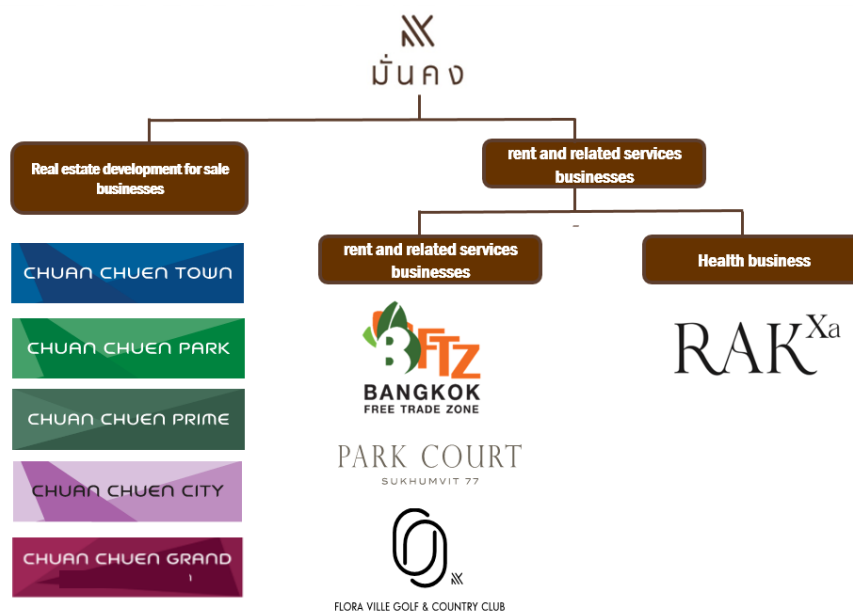 มั่นคง
Real estate development for sale
businesses
rent and related services
businesses
rent and related services
businesses
Health business
CHUAN CHUEN TOWN
CHUAN CHUEN PARK
CHUAN CHUEN PRIME
CHUAN CHUEN CITY
CHUAN CHUEN GRAND
BFTZ
BANGKOK
FREE TRADE ZONE
PARK COURT
SUKHUMVIT 77
FLORA VILLE GOLF & COUNTRY CLUB
RAKXa